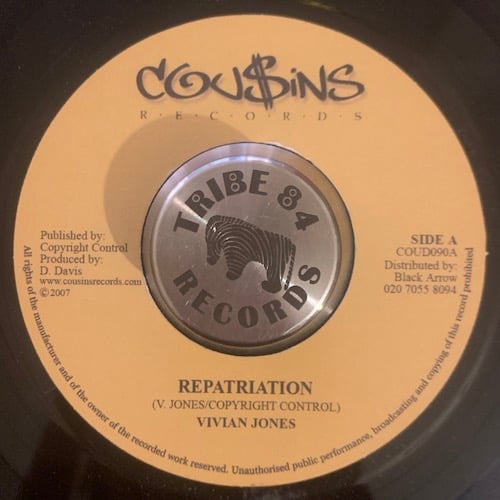 COU$iNS
R·E·C·O·R·D·S
TRIBE 84
RECORDS
Published by:
Copyright Control
Produced by:
D. Davis
www.cousinsrecords.com
©2007
SIDE A
COUD090A
Distributed by:
Black Arrow
020 7055 8094
REPATRIATION
(V. JONES/COPYRIGHT CONTROL)
VIVIAN JONES
All rights of the manufacturer and of the owner of the recorded work reserved. Unauthorised public performance, broadcasting and copying of this record prohibited